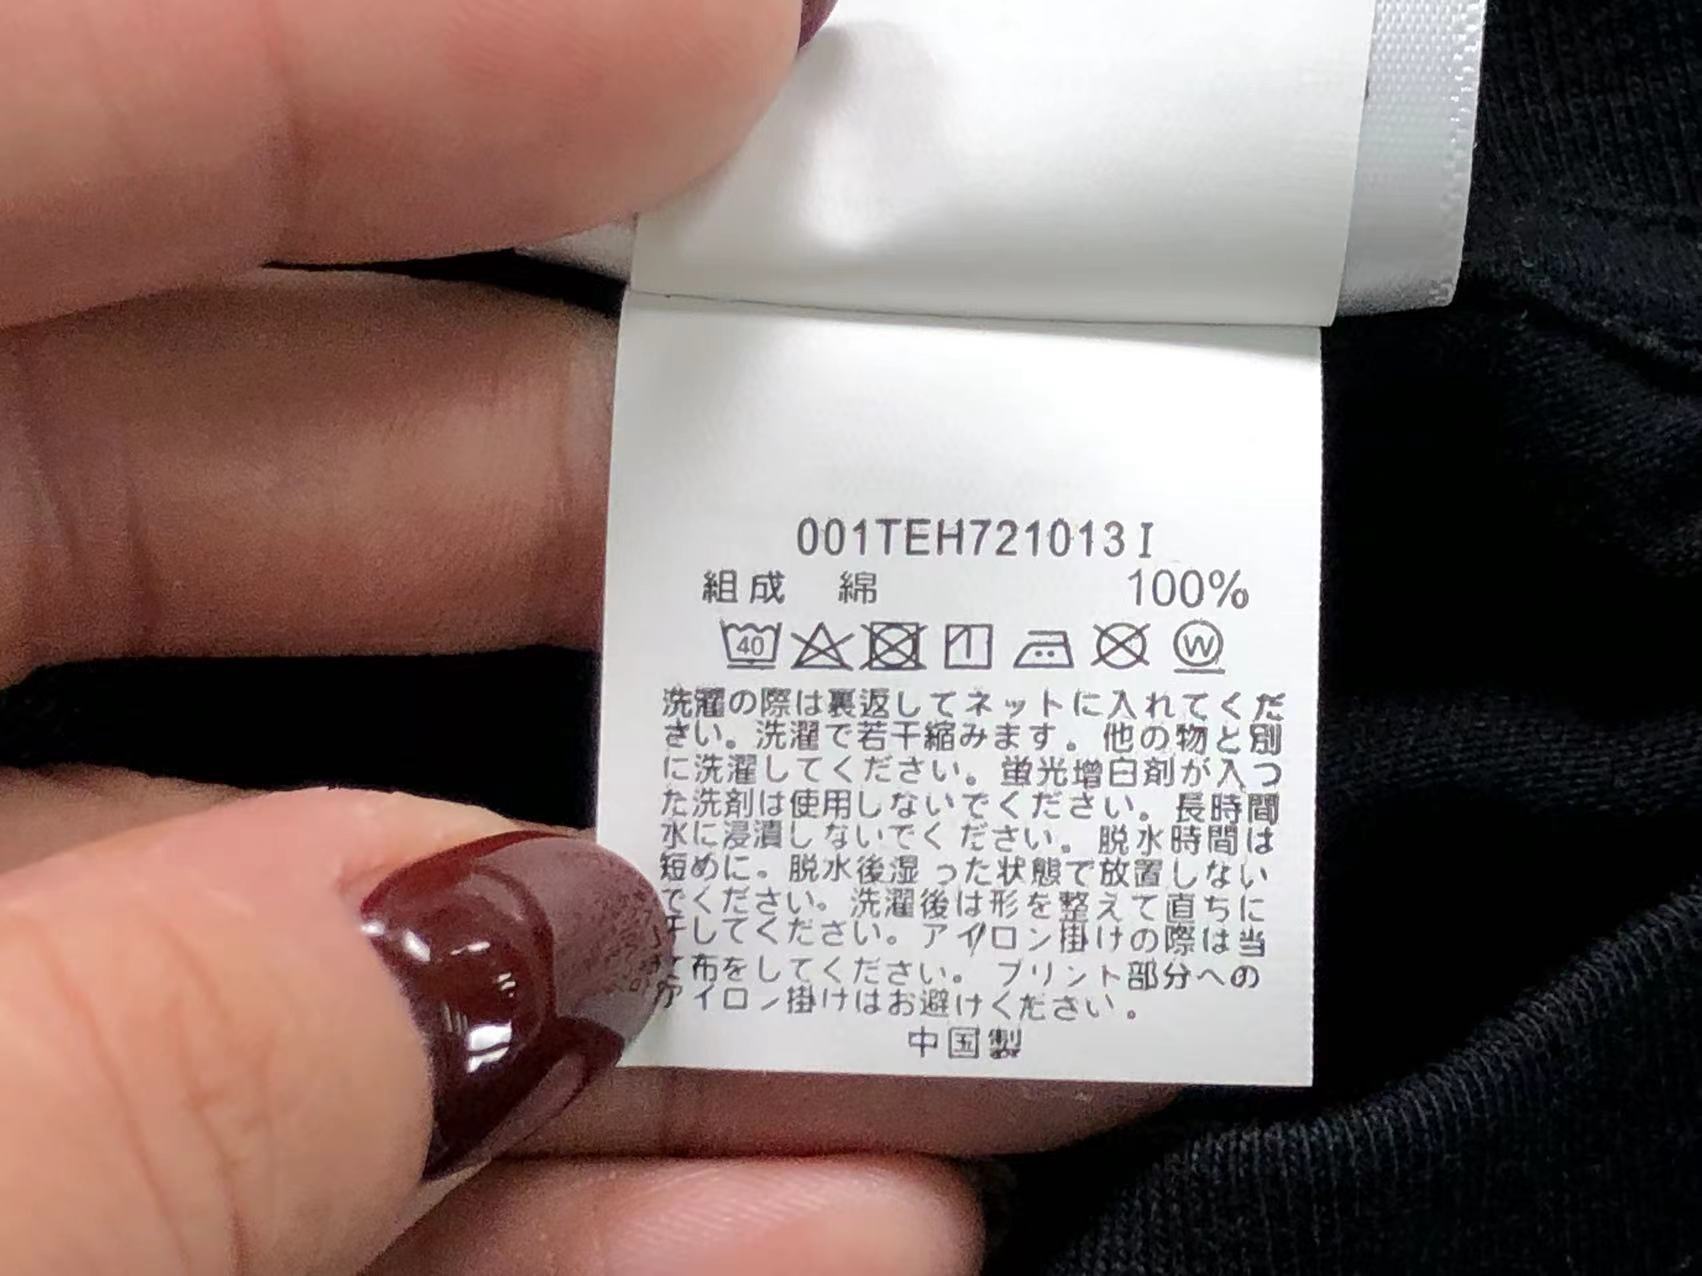 001TEH721013I
組成 綿 100%
40 W
洗濯の際は裏返してネットに入れてくだ
さい。洗濯で若干縮みます。他の物と別
に洗濯してください。蛍光増白剤が入っ
た洗剤は使用しないでください。長時間
水に浸漬しないでください。脱水時間は
短めに。脱水後湿った状態で放置しない
でください。洗濯後は形を整えて直ちに
干してください。アイロン掛けの際は当
て布をしてください。プリント部分への
アイロン掛けはお避けください。
中国製